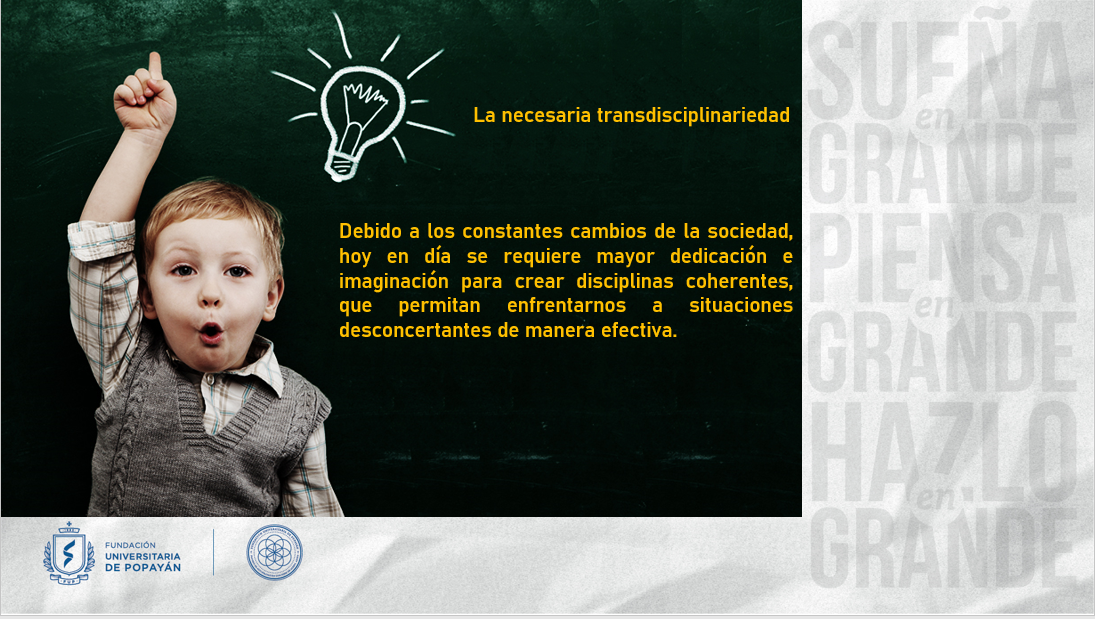 La necesaria transdisciplinariedad
Debido a los constantes cambios de la sociedad,
hoy en día se requiere mayor dedicación e
imaginación para crear disciplinas coherentes,
que permitan enfrentarnos a situaciones
desconcertantes de manera efectiva.
SUEÑA
en
GRANDE
PIENSA
en
GRANDE
HAZLO
en
GRANDE
FUNDACIÓN
UNIVERSITARIA
DE POPAYÁN